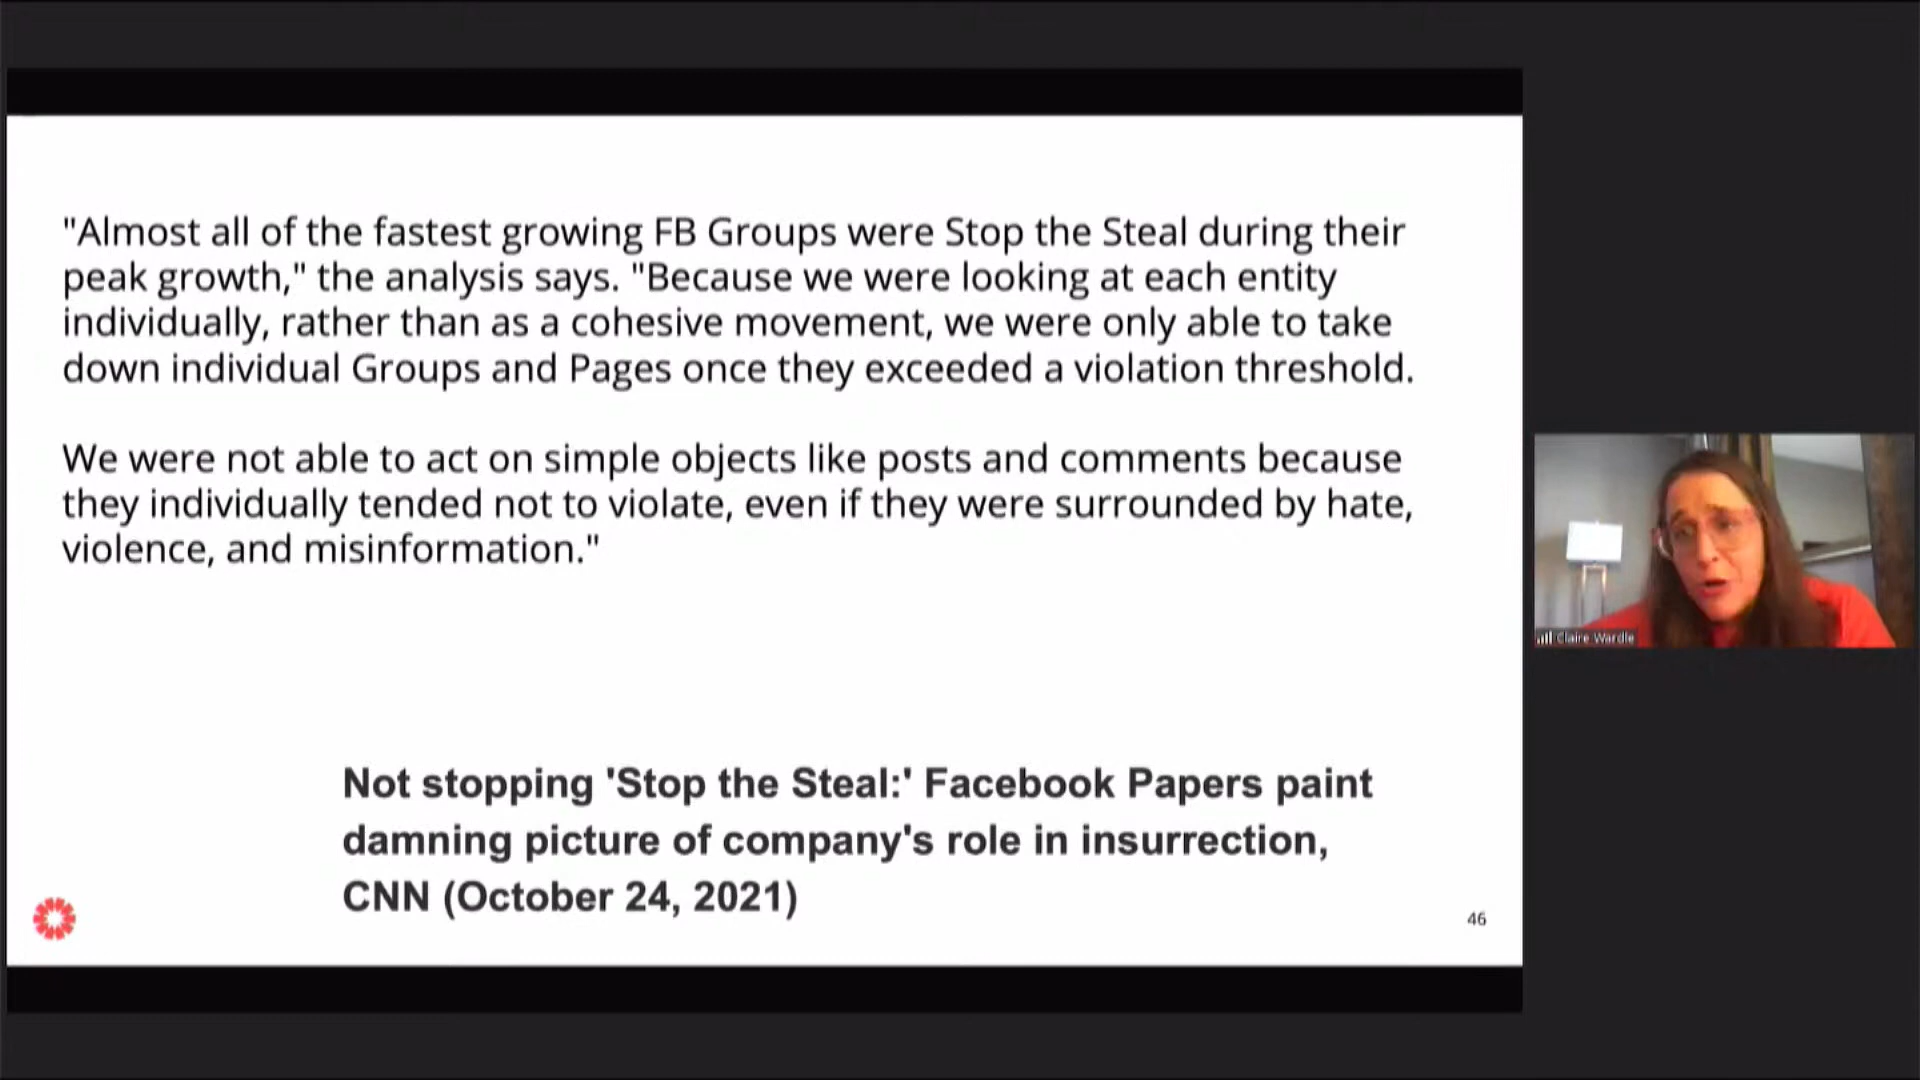 "Almost all of the fastest growing FB Groups were Stop the Steal during their
peak growth," the analysis says. "Because we were looking at each entity
individually, rather than as a cohesive movement, we were only able to take
down individual Groups and Pages once they exceeded a violation threshold.
We were not able to act on simple objects like posts and comments because
they individually tended not to violate, even if they were surrounded by hate,
violence, and misinformation."
Not stopping 'Stop the Steal:' Facebook Papers paint
damning picture of company's role in insurrection,
CNN (October 24, 2021)
46
Claire Wardle